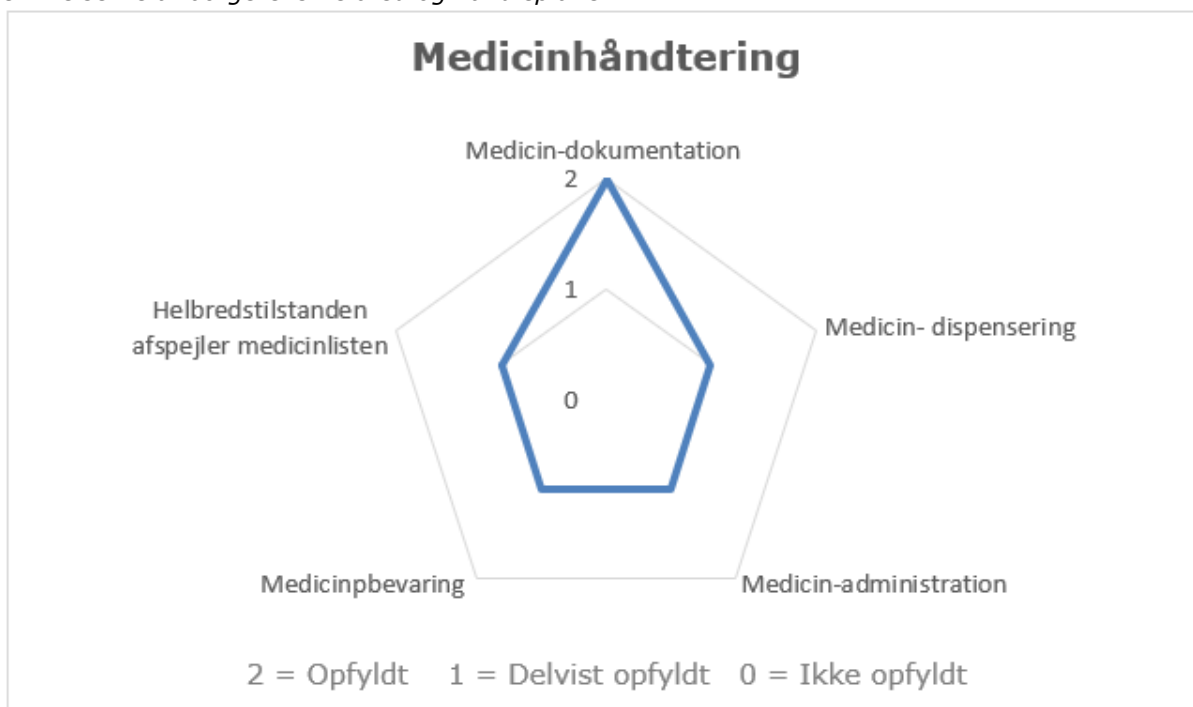 Medicinhåndtering
Medicin-dokumentation
2
1
Helbredstilstanden
afspejler medicinlisten
Medicin- dispensering
0
Medicinpbevaring
Medicin-administration
2 = Opfyldt 1 = Delvist opfyldt 0 = Ikke opfyldt